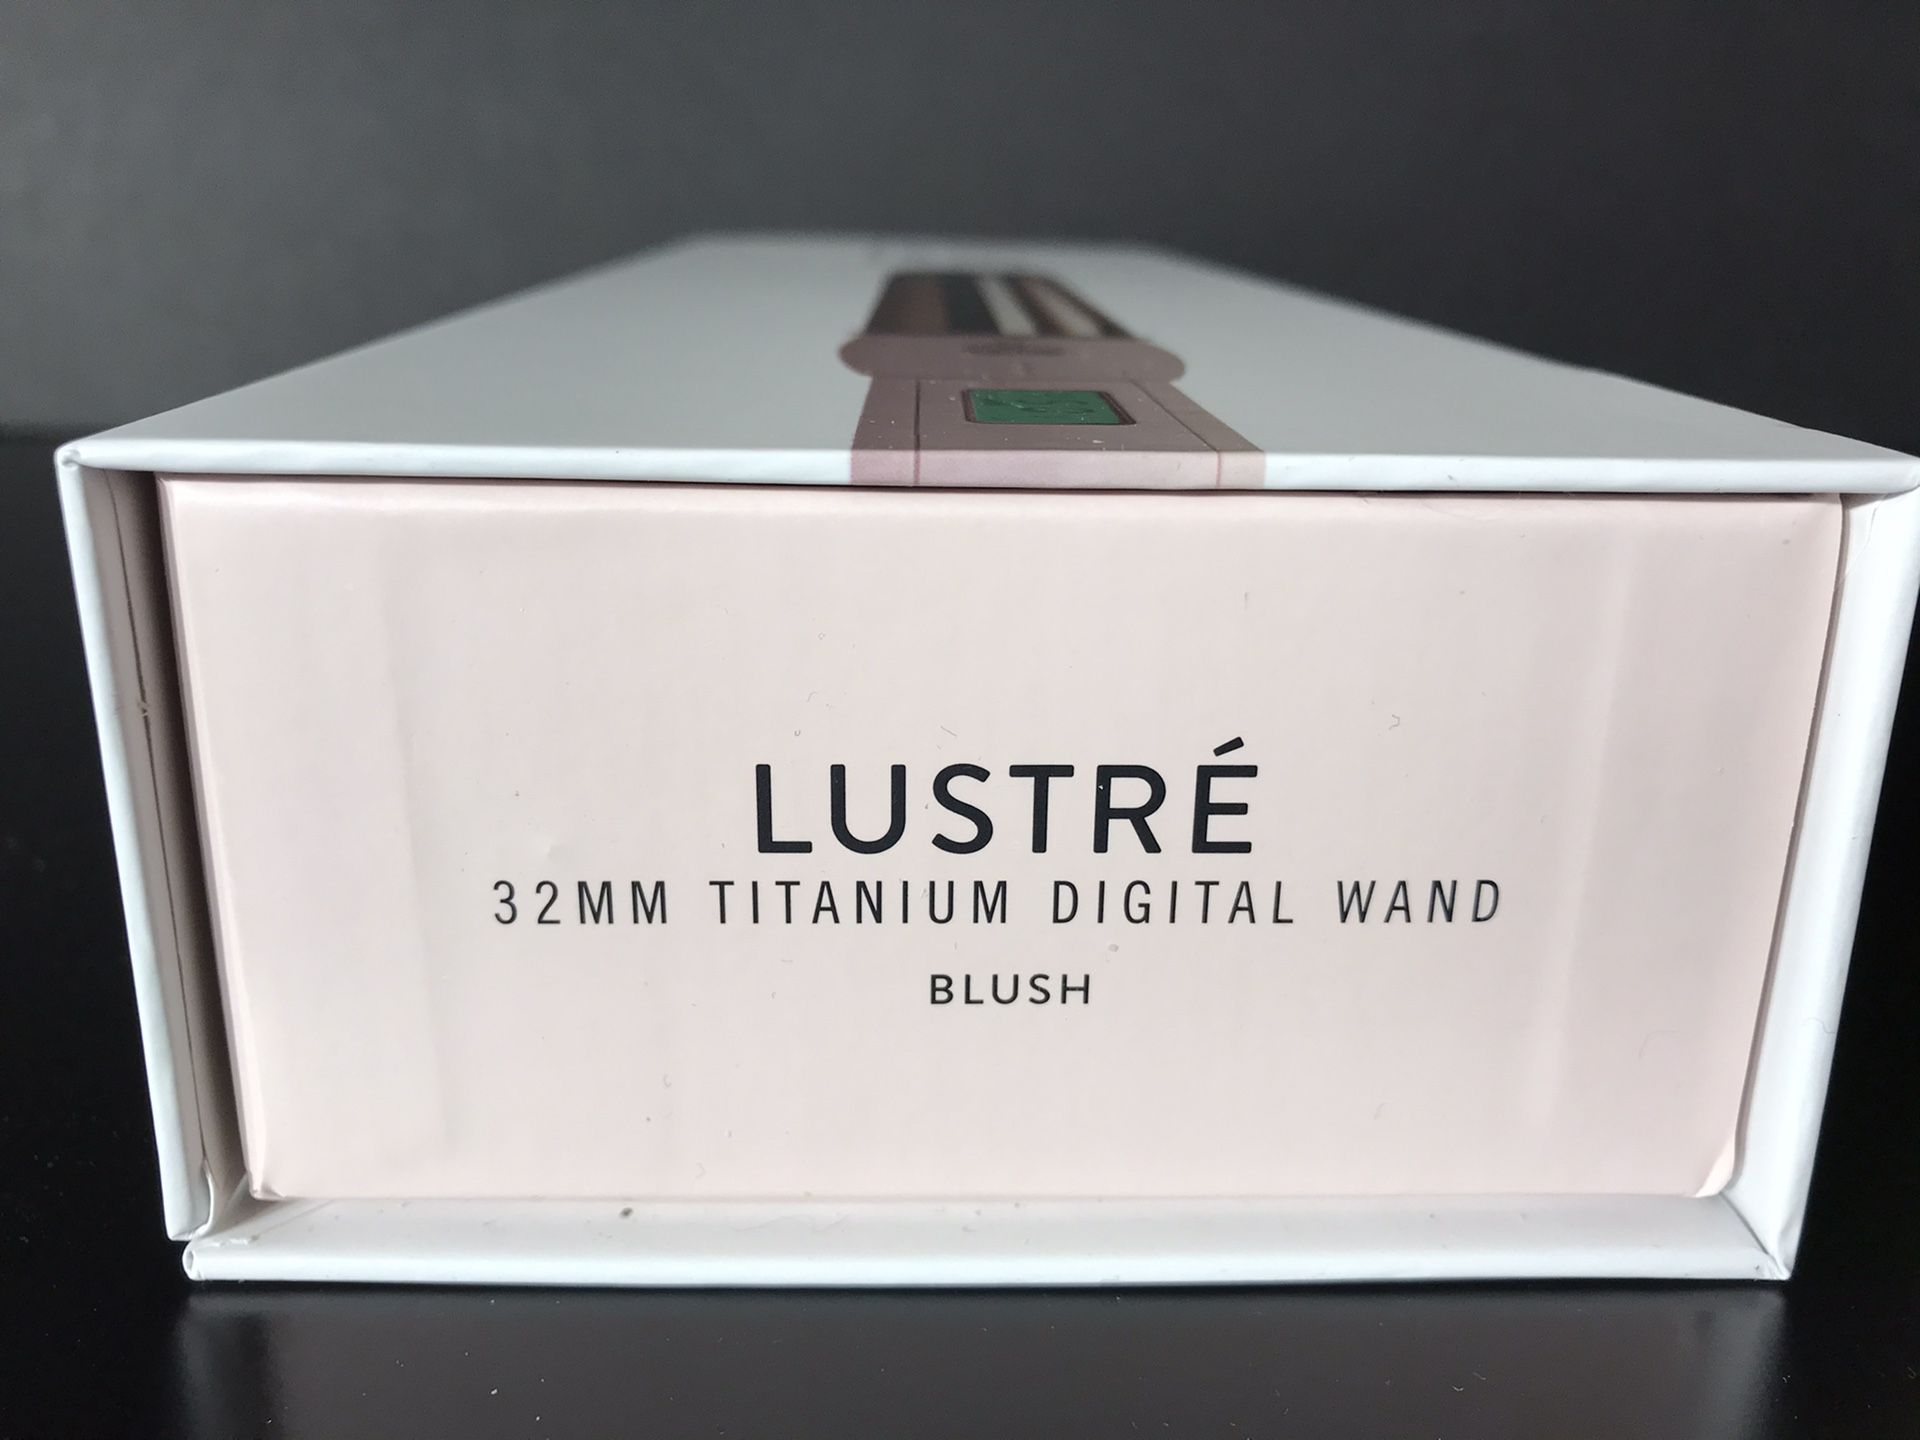 LUSTRÉ
32MM TITANIUM DIGITAL WAND
BLUSH